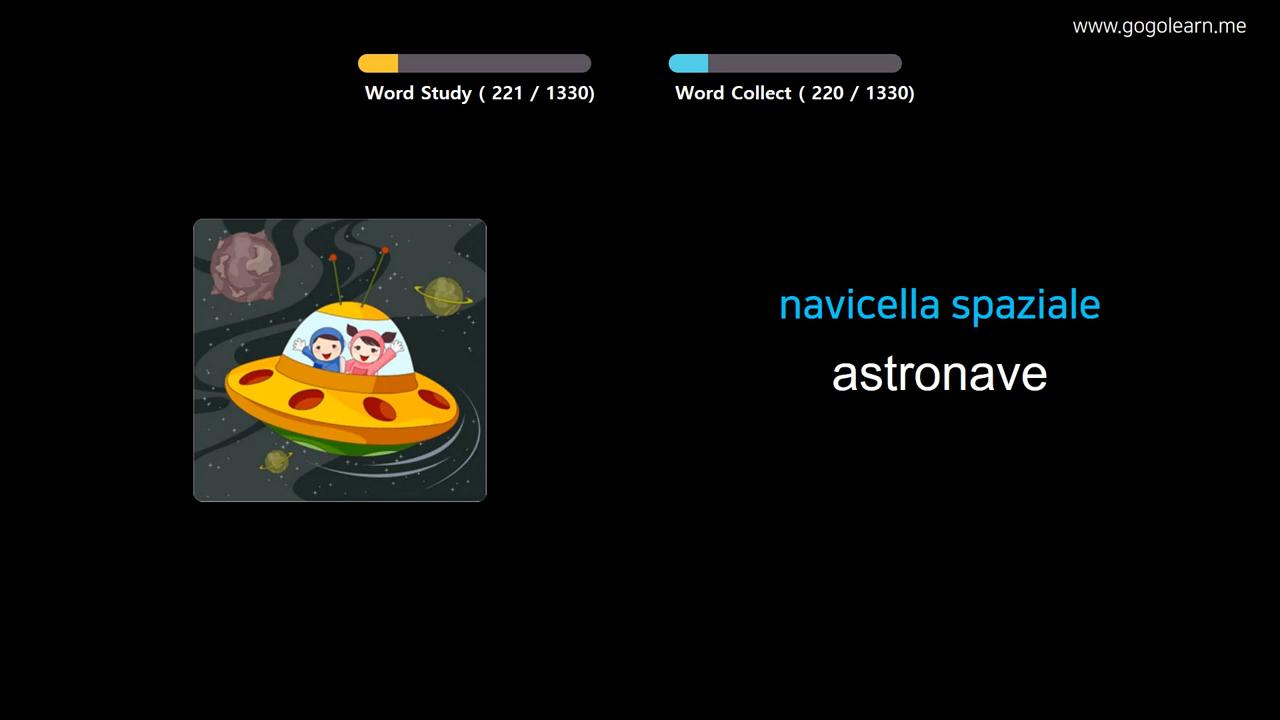 www.gogolearn.me
Word Study ( 221 / 1330)
Word Collect ( 220 / 1330)
navicella spaziale
astronave